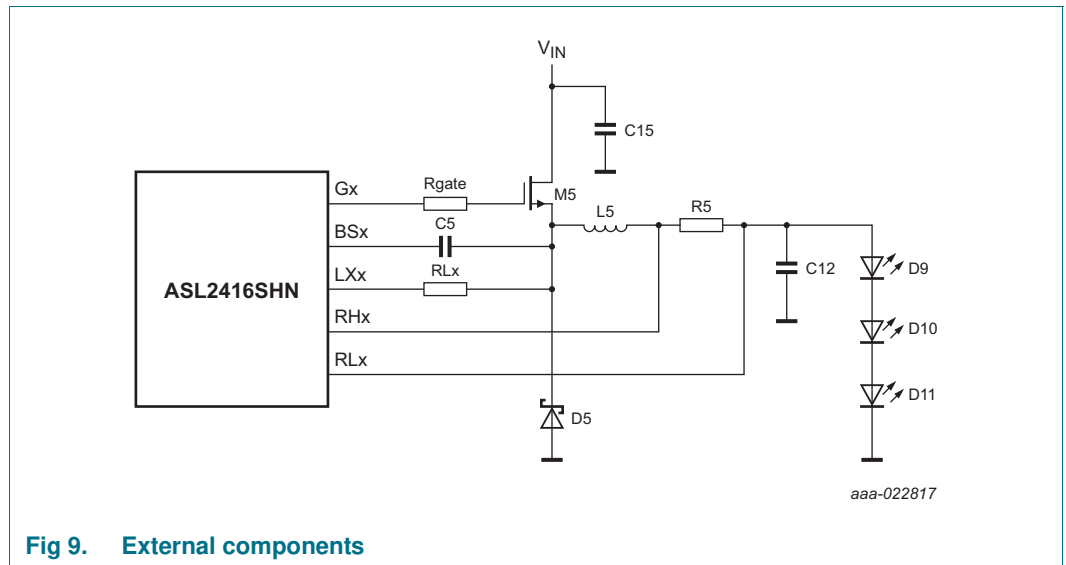 VIN
C15
Gx
Rgate
M5
BSx
C5
L5
R5
LXx
RLx
C12
D9
ASL2416SHN
RHx
D10
RLx
D11
D5
aaa-022817
Fig 9. External components